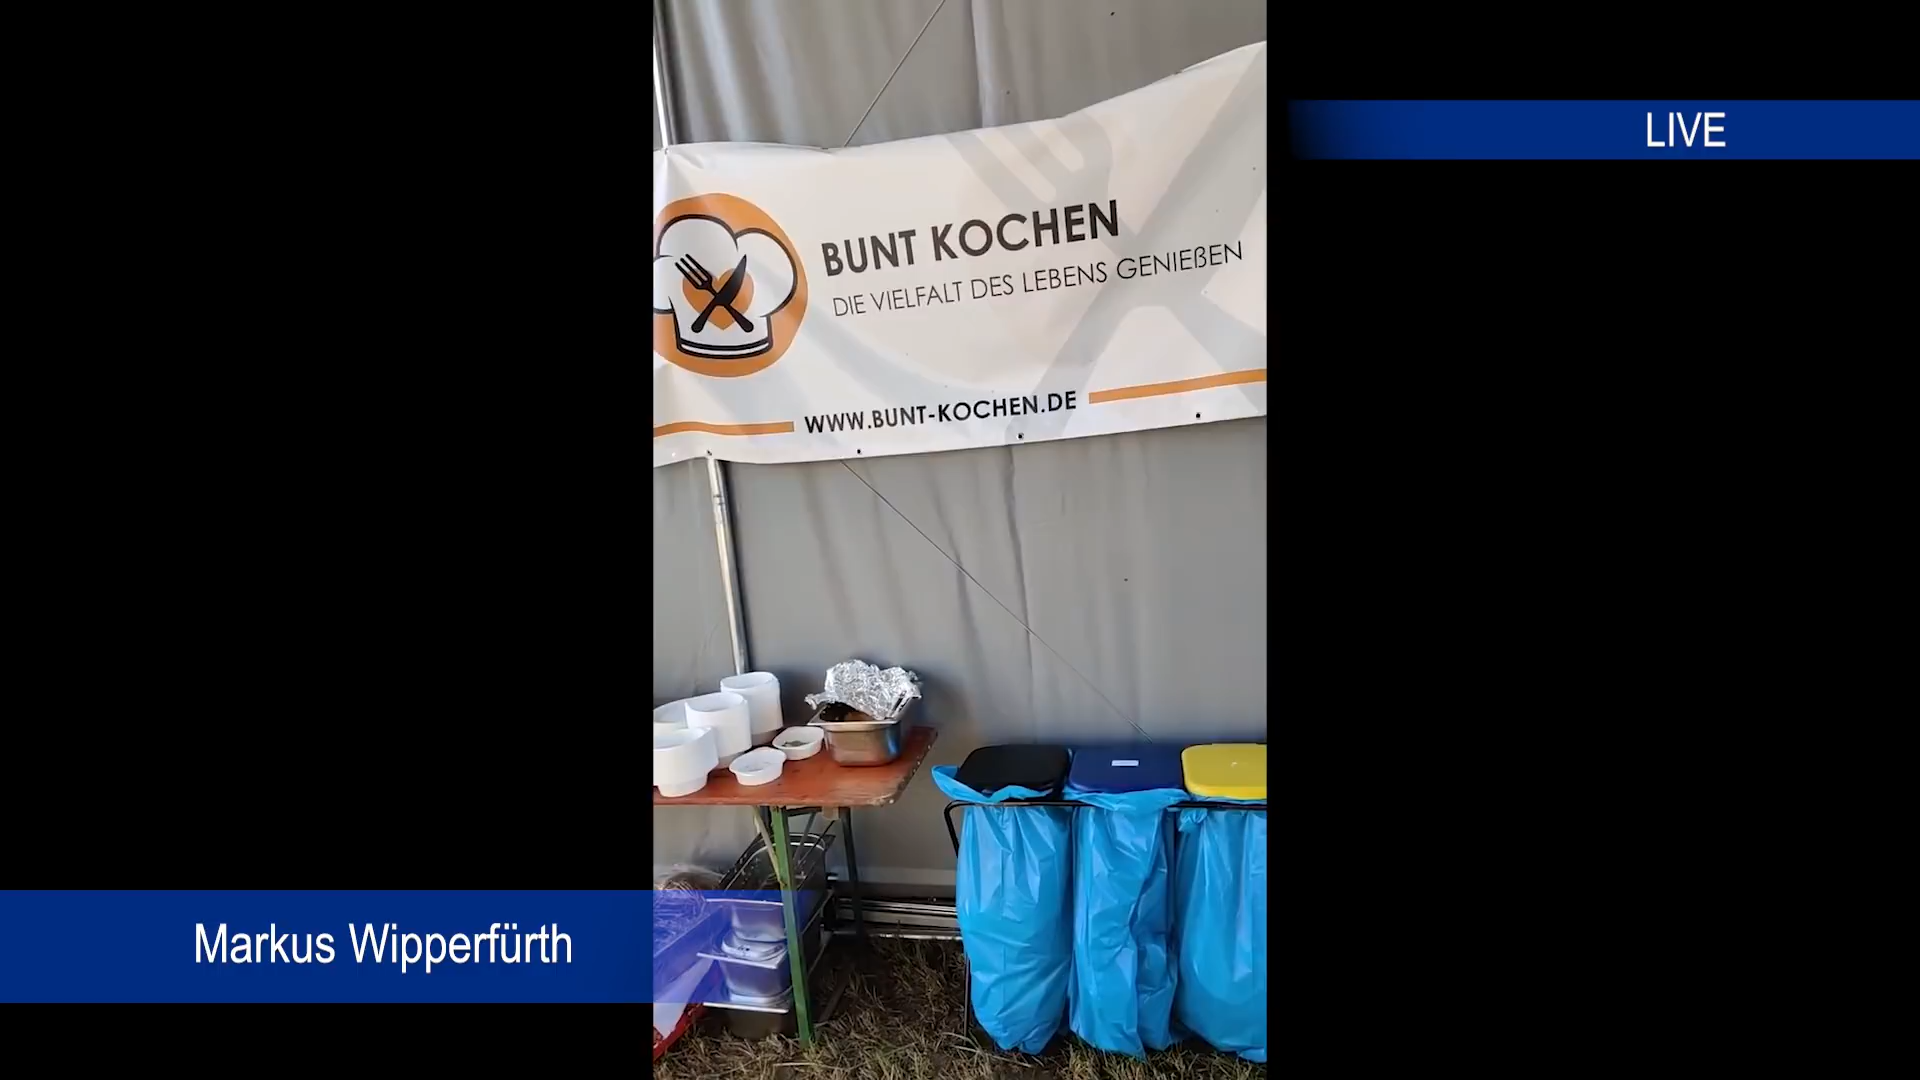 LIVE
BUNT KOCHEN
DIE VIELFALT DES LEBENS GENIEßEN
WWW.BUNT-KOCHEN.DE
Markus Wipperfürth